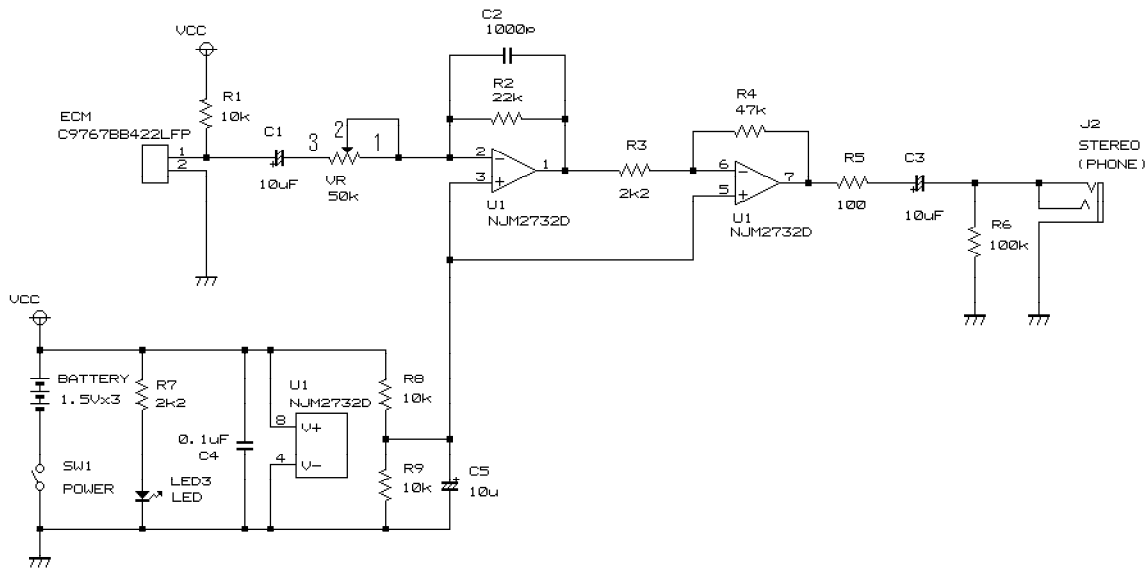 VCC
R1
10k
ECM
C9767BB422LFP
1
2
C1
+
10uF
3
2
1
VR
50k
C2
1000p
R2
22k
2
3
−
+
1
U1
NJM2732D
R3
2k2
R4
47k
6
5
−
+
7
U1
NJM2732D
R5
100
C3
+
10uF
R6
100k
J2
STEREO
(PHONE)
VCC
BATTERY
1.5Vx3
SW1
POWER
R7
2k2
LED3
LED
0.1uF
C4
U1
NJM2732D
8
V+
4
V-
R8
10k
R9
10k
C5
+
10u